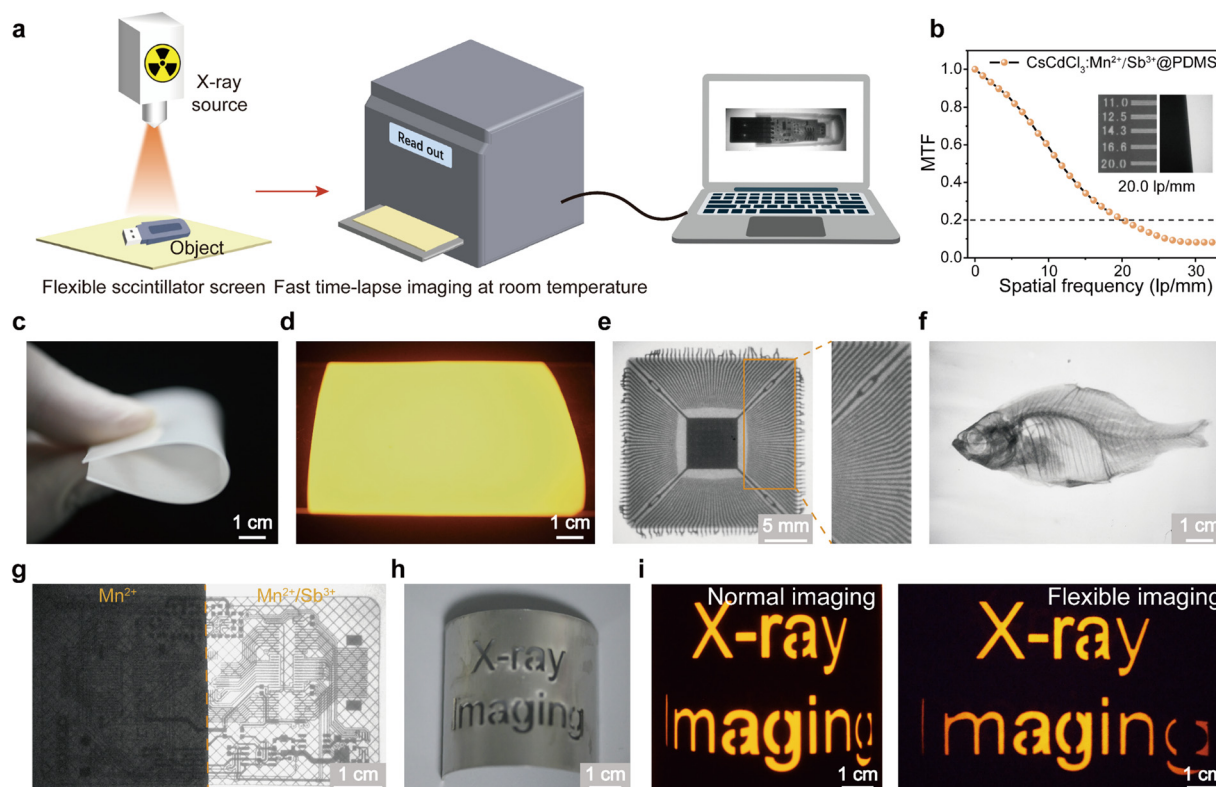 a
X-ray
source
Object
Flexible sccintillator screen
Read out
Fast time-lapse imaging at room temperature
b
CsCdCl₃:Mn²⁺/Sb³⁺@PDMS
MTF
1.0
0.8
0.6
0.4
0.2
0.0
11.0
12.5
14.3
16.6
20.0
20.0 lp/mm
0 10 20 30
Spatial frequency (lp/mm)
c
1 cm
d
1 cm
e
5 mm
f
1 cm
g
Mn²⁺
Mn²⁺/Sb³⁺
1 cm
h
X-ray
Imaging
1 cm
i
Normal imaging
X-ray
Imaging
1 cm
Flexible imaging
X-ray
Imaging
1 cm